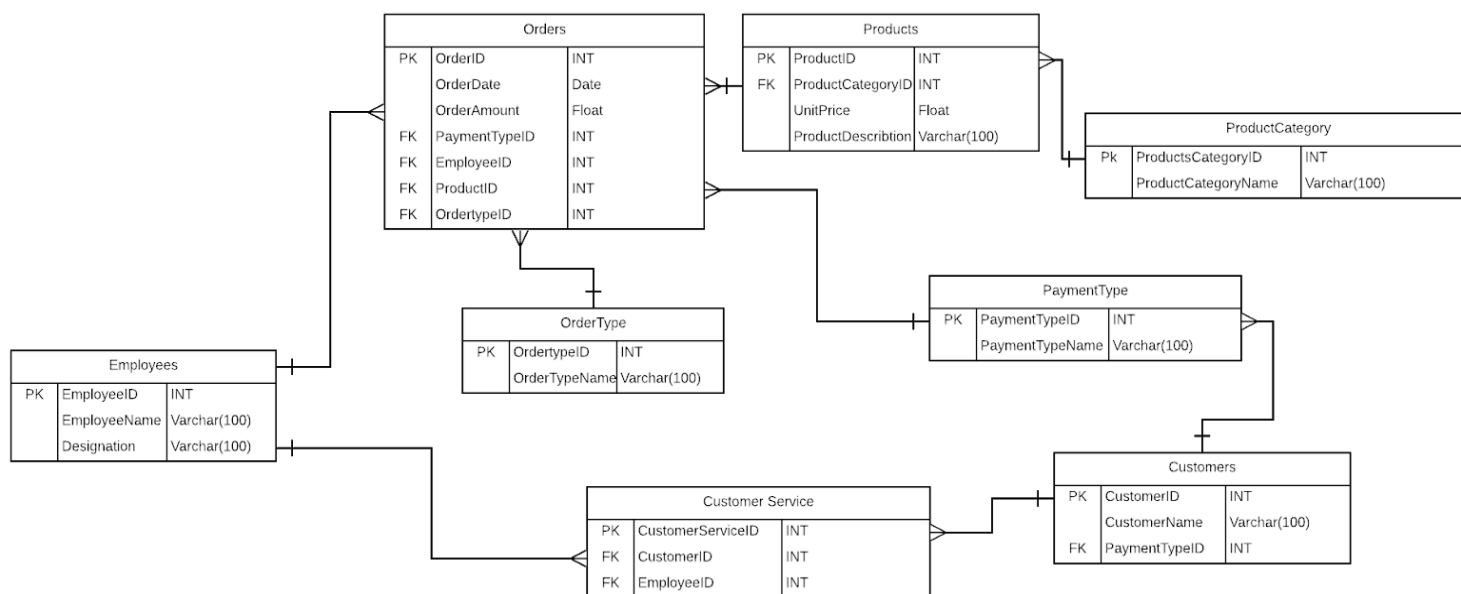 Orders
PK OrderID INT
OrderDate Date
OrderAmount Float
FK PaymentTypeID INT
FK EmployeeID INT
FK ProductID INT
FK OrdertypeID INT
Products
PK ProductID INT
FK ProductCategoryID INT
UnitPrice Float
ProductDescribtion Varchar(100)
ProductCategory
Pk ProductsCategoryID INT
ProductCategoryName Varchar(100)
OrderType
PK OrdertypeID INT
OrderTypeName Varchar(100)
PaymentType
PK PaymentTypeID INT
PaymentTypeName Varchar(100)
Employees
PK EmployeeID INT
EmployeeName Varchar(100)
Designation Varchar(100)
Customer Service
PK CustomerServiceID INT
FK CustomerID INT
FK EmployeeID INT
Customers
PK CustomerID INT
CustomerName Varchar(100)
FK PaymentTypeID INT